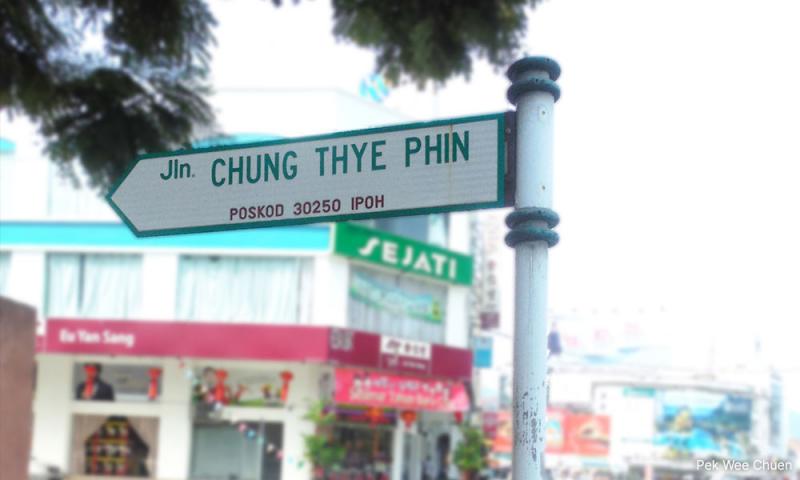 Jln. CHUNG THYE PHIN
POSKOD 30250 IPOH
SEJATI
Eu Yan Sang
Pek Wee Chuen